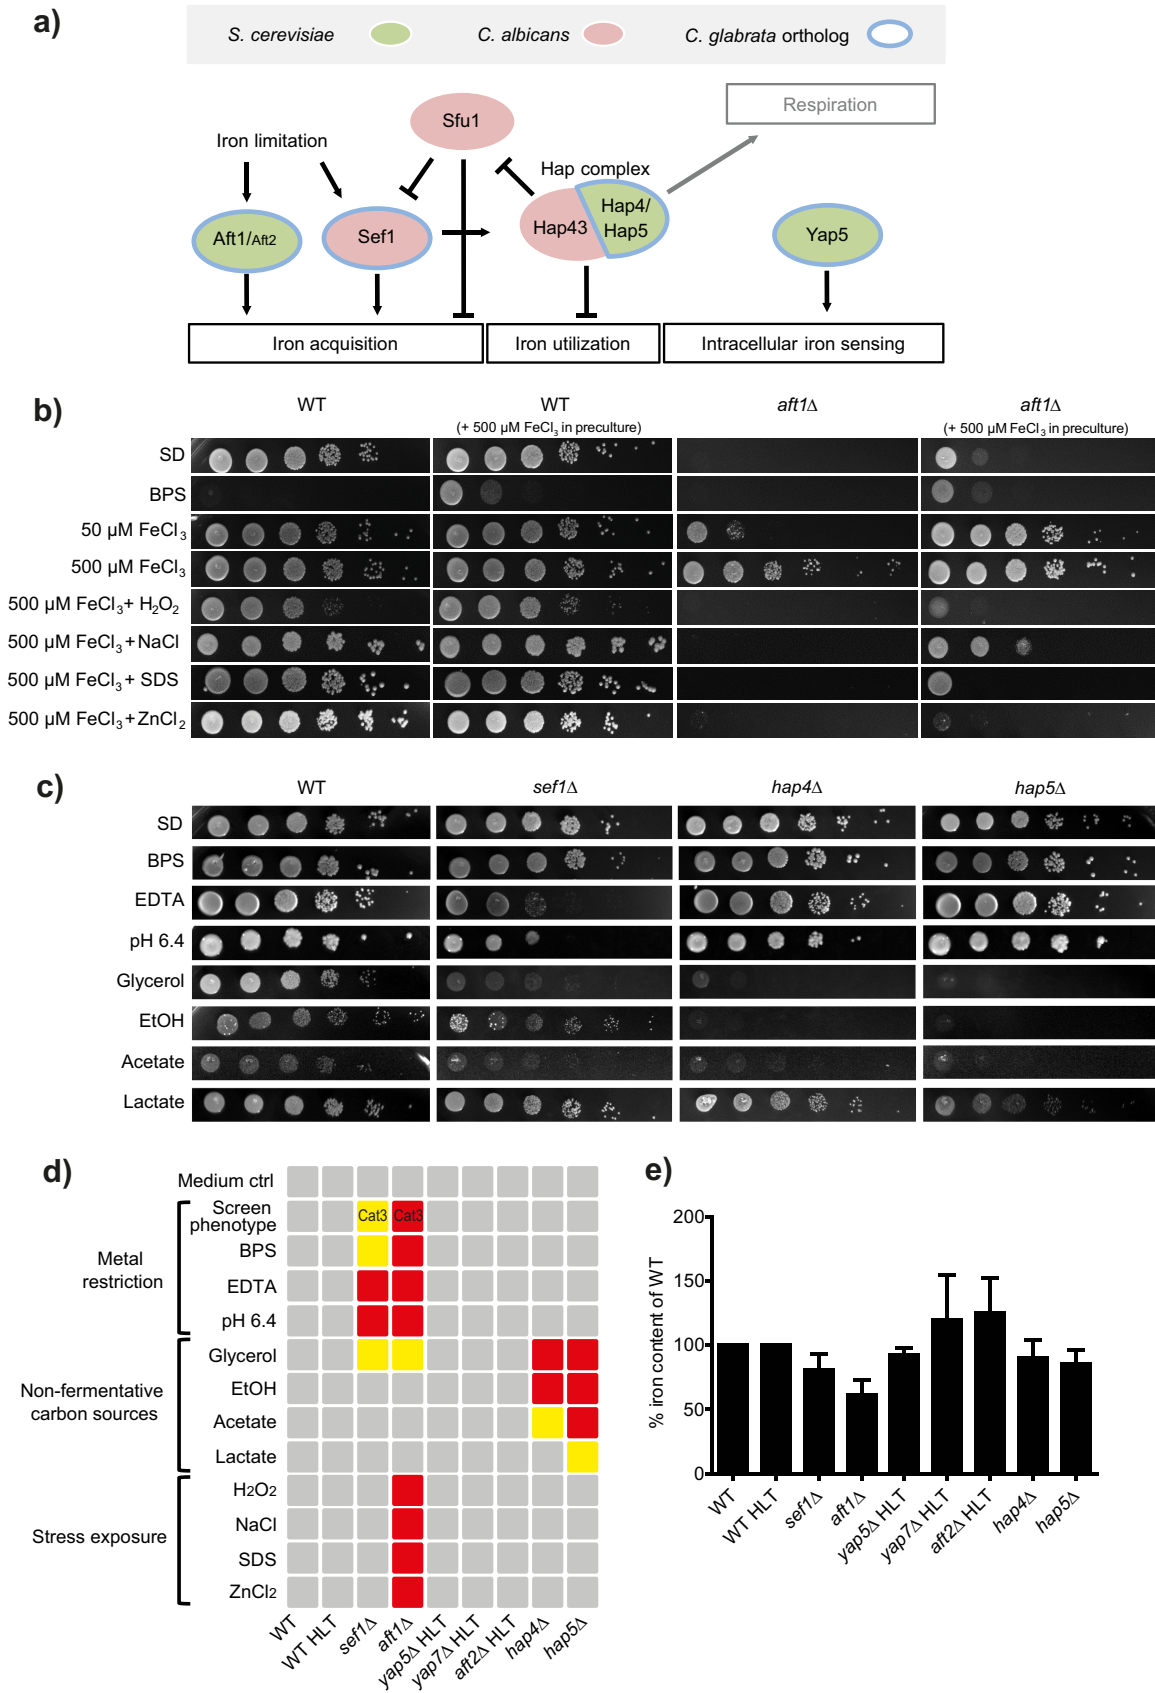 a)
S. cerevisiae
C. albicans
C. glabrata ortholog
Respiration
Sfu1
Iron limitation
Hap complex
Aft1/Aft2
Sef1
Hap43
Hap4/
Hap5
Yap5
Iron acquisition
Iron utilization
Intracellular iron sensing
b)
WT
WT
(+ 500 µM FeCl3 in preculture)
aft1Δ
aft1Δ
(+ 500 µM FeCl3 in preculture)
SD
BPS
50 µM FeCl3
500 µM FeCl3
500 µM FeCl3+ H2O2
500 µM FeCl3+NaCl
500 µM FeCl3+ SDS
500 µM FeCl3+ZnCl2
c)
WT
sef1Δ
hap4Δ
hap5Δ
SD
BPS
EDTA
pH 6.4
Glycerol
EtOH
Acetate
Lactate
d)
Medium ctrl
Screen
phenotype
Cat3
Cat3
BPS
EDTA
pH 6.4
Metal
restriction
Glycerol
EtOH
Acetate
Lactate
Non-fermentative
carbon sources
H2O2
NaCl
SDS
ZnCl2
Stress exposure
WT
WT HLT
sef1Δ
aft1Δ
yap5Δ HLT
yap7Δ HLT
aft2Δ HLT
hap4Δ
hap5Δ
e)
% iron content of WT
200
150
100
50
0
WT
WT HLT
sef1Δ
aft1Δ
yap5Δ HLT
yap7Δ HLT
aft2Δ HLT
hap4Δ
hap5Δ